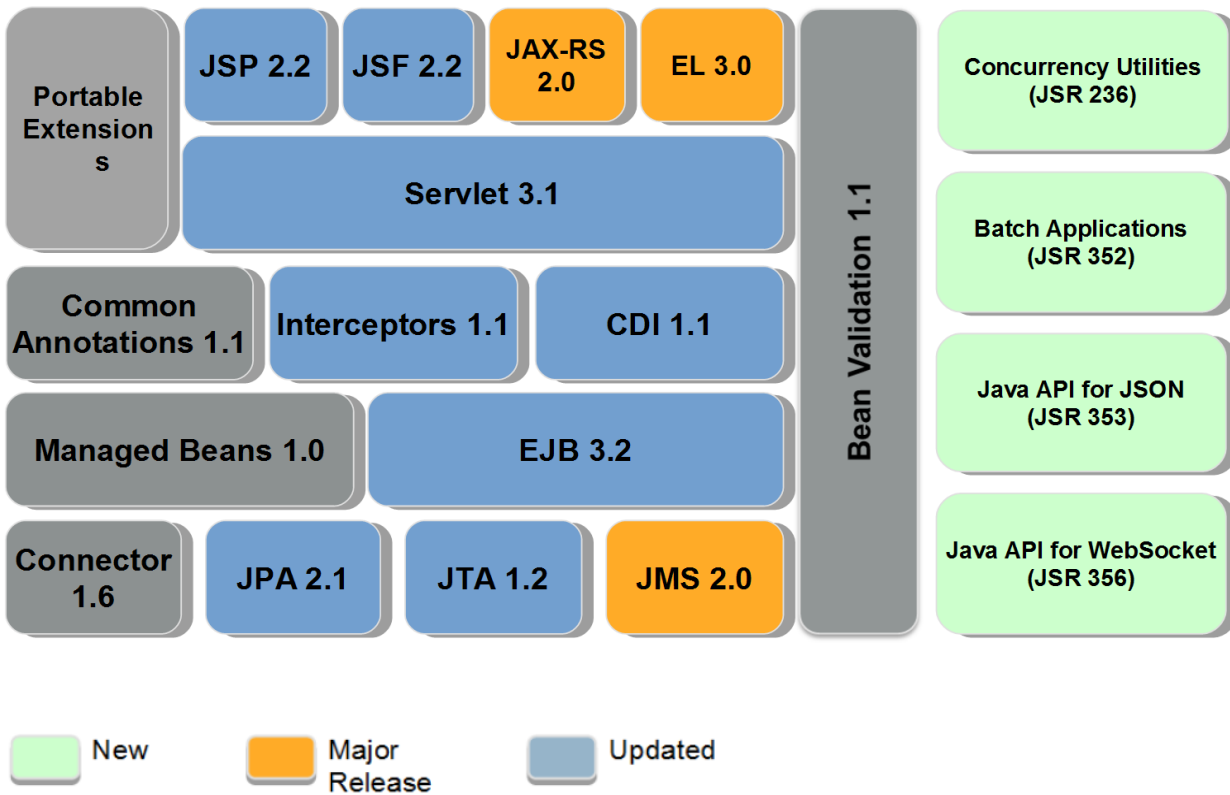 Portable
Extension
s
JSP 2.2
JSF 2.2
JAX-RS
2.0
EL 3.0
Servlet 3.1
Common
Annotations 1.1
Interceptors 1.1
CDI 1.1
Managed Beans 1.0
EJB 3.2
Connector
1.6
JPA 2.1
JTA 1.2
JMS 2.0
Bean Validation 1.1
Concurrency Utilities
(JSR 236)
Batch Applications
(JSR 352)
Java API for JSON
(JSR 353)
Java API for WebSocket
(JSR 356)
New
Major
Release
Updated